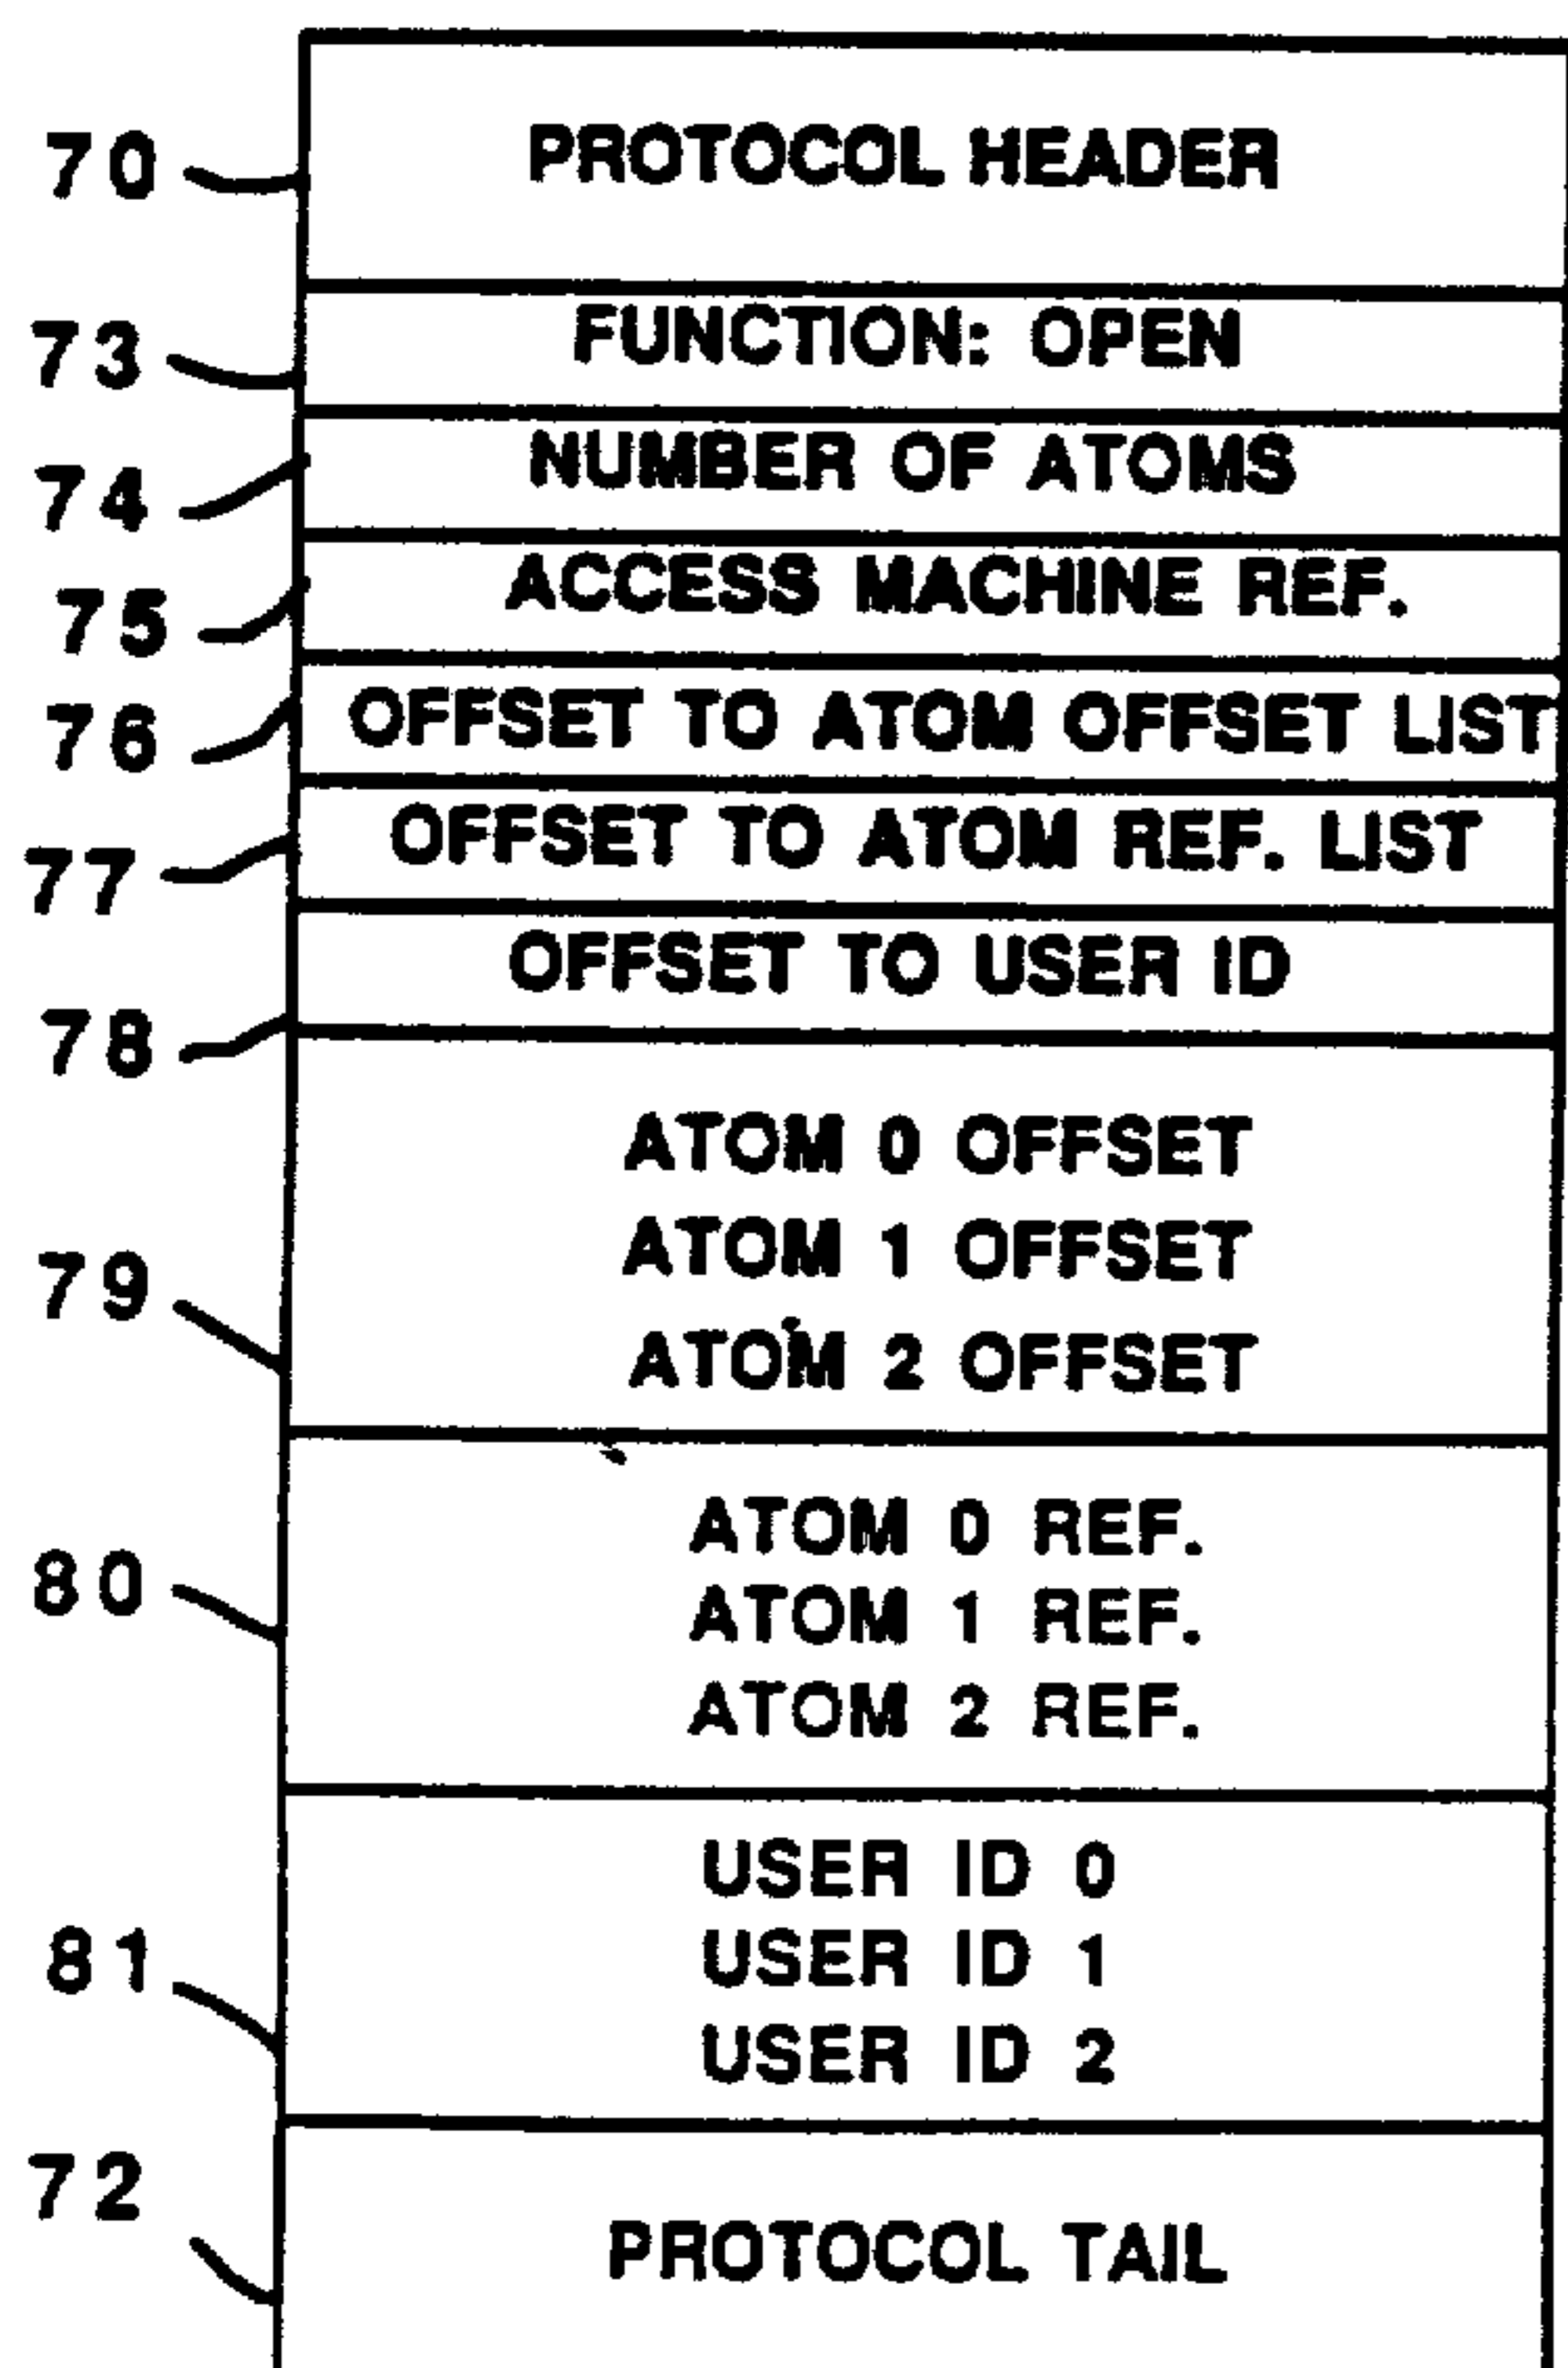 70 PROTOCOL HEADER
73 FUNCTION: OPEN
74 NUMBER OF ATOMS
75 ACCESS MACHINE REF.
76 OFFSET TO ATOM OFFSET LIST
77 OFFSET TO ATOM REF. LIST
78 OFFSET TO USER ID
ATOM 0 OFFSET
79 ATOM 1 OFFSET
ATOM 2 OFFSET
ATOM 0 REF.
80 ATOM 1 REF.
ATOM 2 REF.
USER ID 0
81 USER ID 1
USER ID 2
72 PROTOCOL TAIL